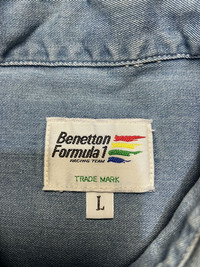 Benetton
Formula 1
RACING TEAM
TRADE MARK
L